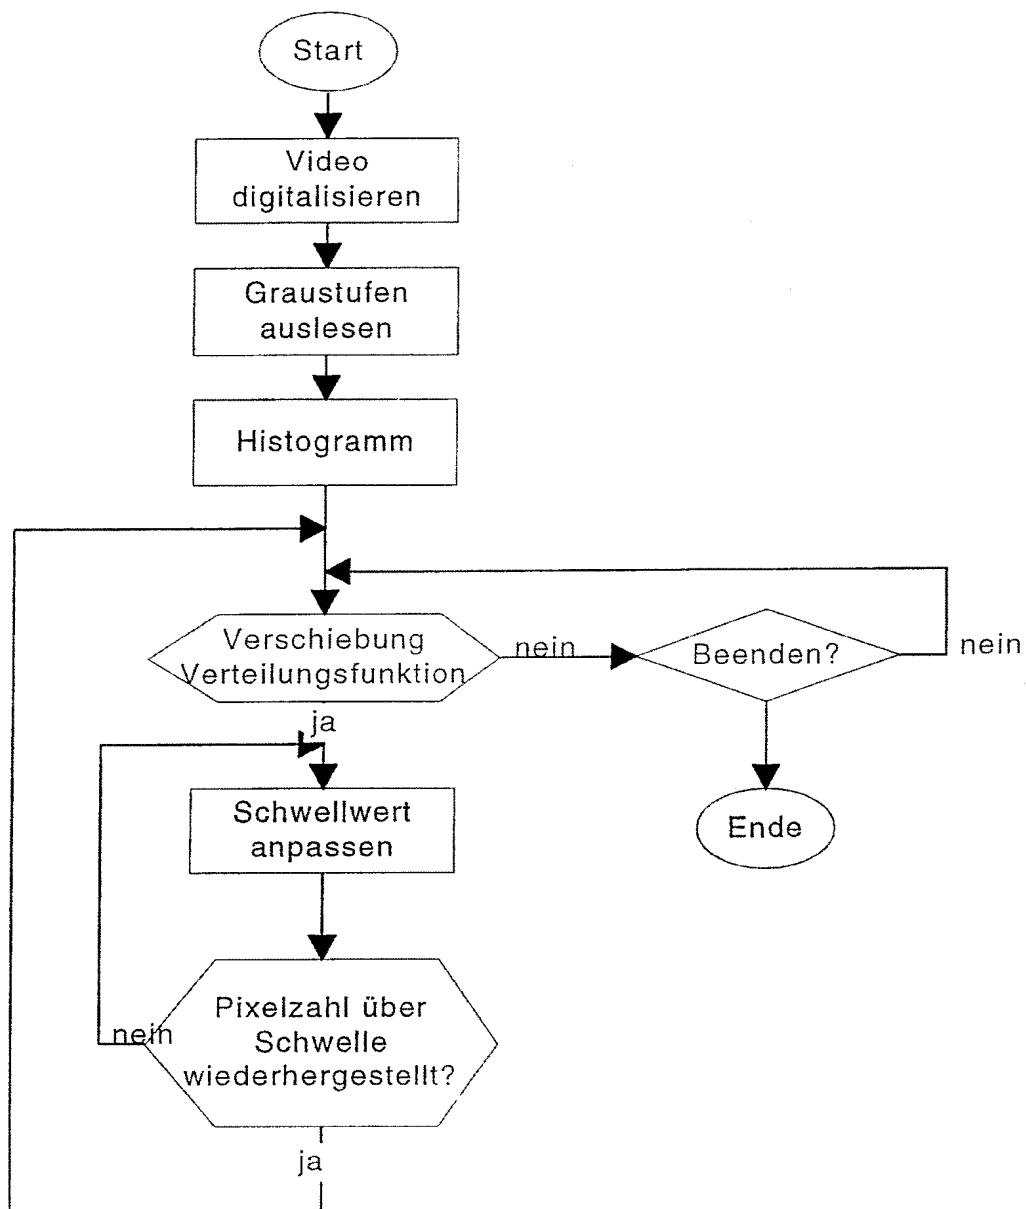 Start
Video
digitalisieren
Graustufen
auslesen
Histogramm
Verschiebung
Verteilungsfunktion
nein
Beenden?
nein
ja
Schwellwert
anpassen
Ende
Pixelzahl über
Schwelle
wiederhergestellt?
nein
ja